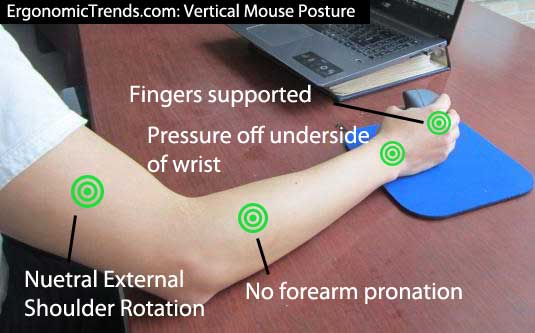 ErgonomicTrends.com: Vertical Mouse Posture
Fingers supported
Pressure off underside
of wrist
Nuetral External
Shoulder Rotation
No forearm pronation